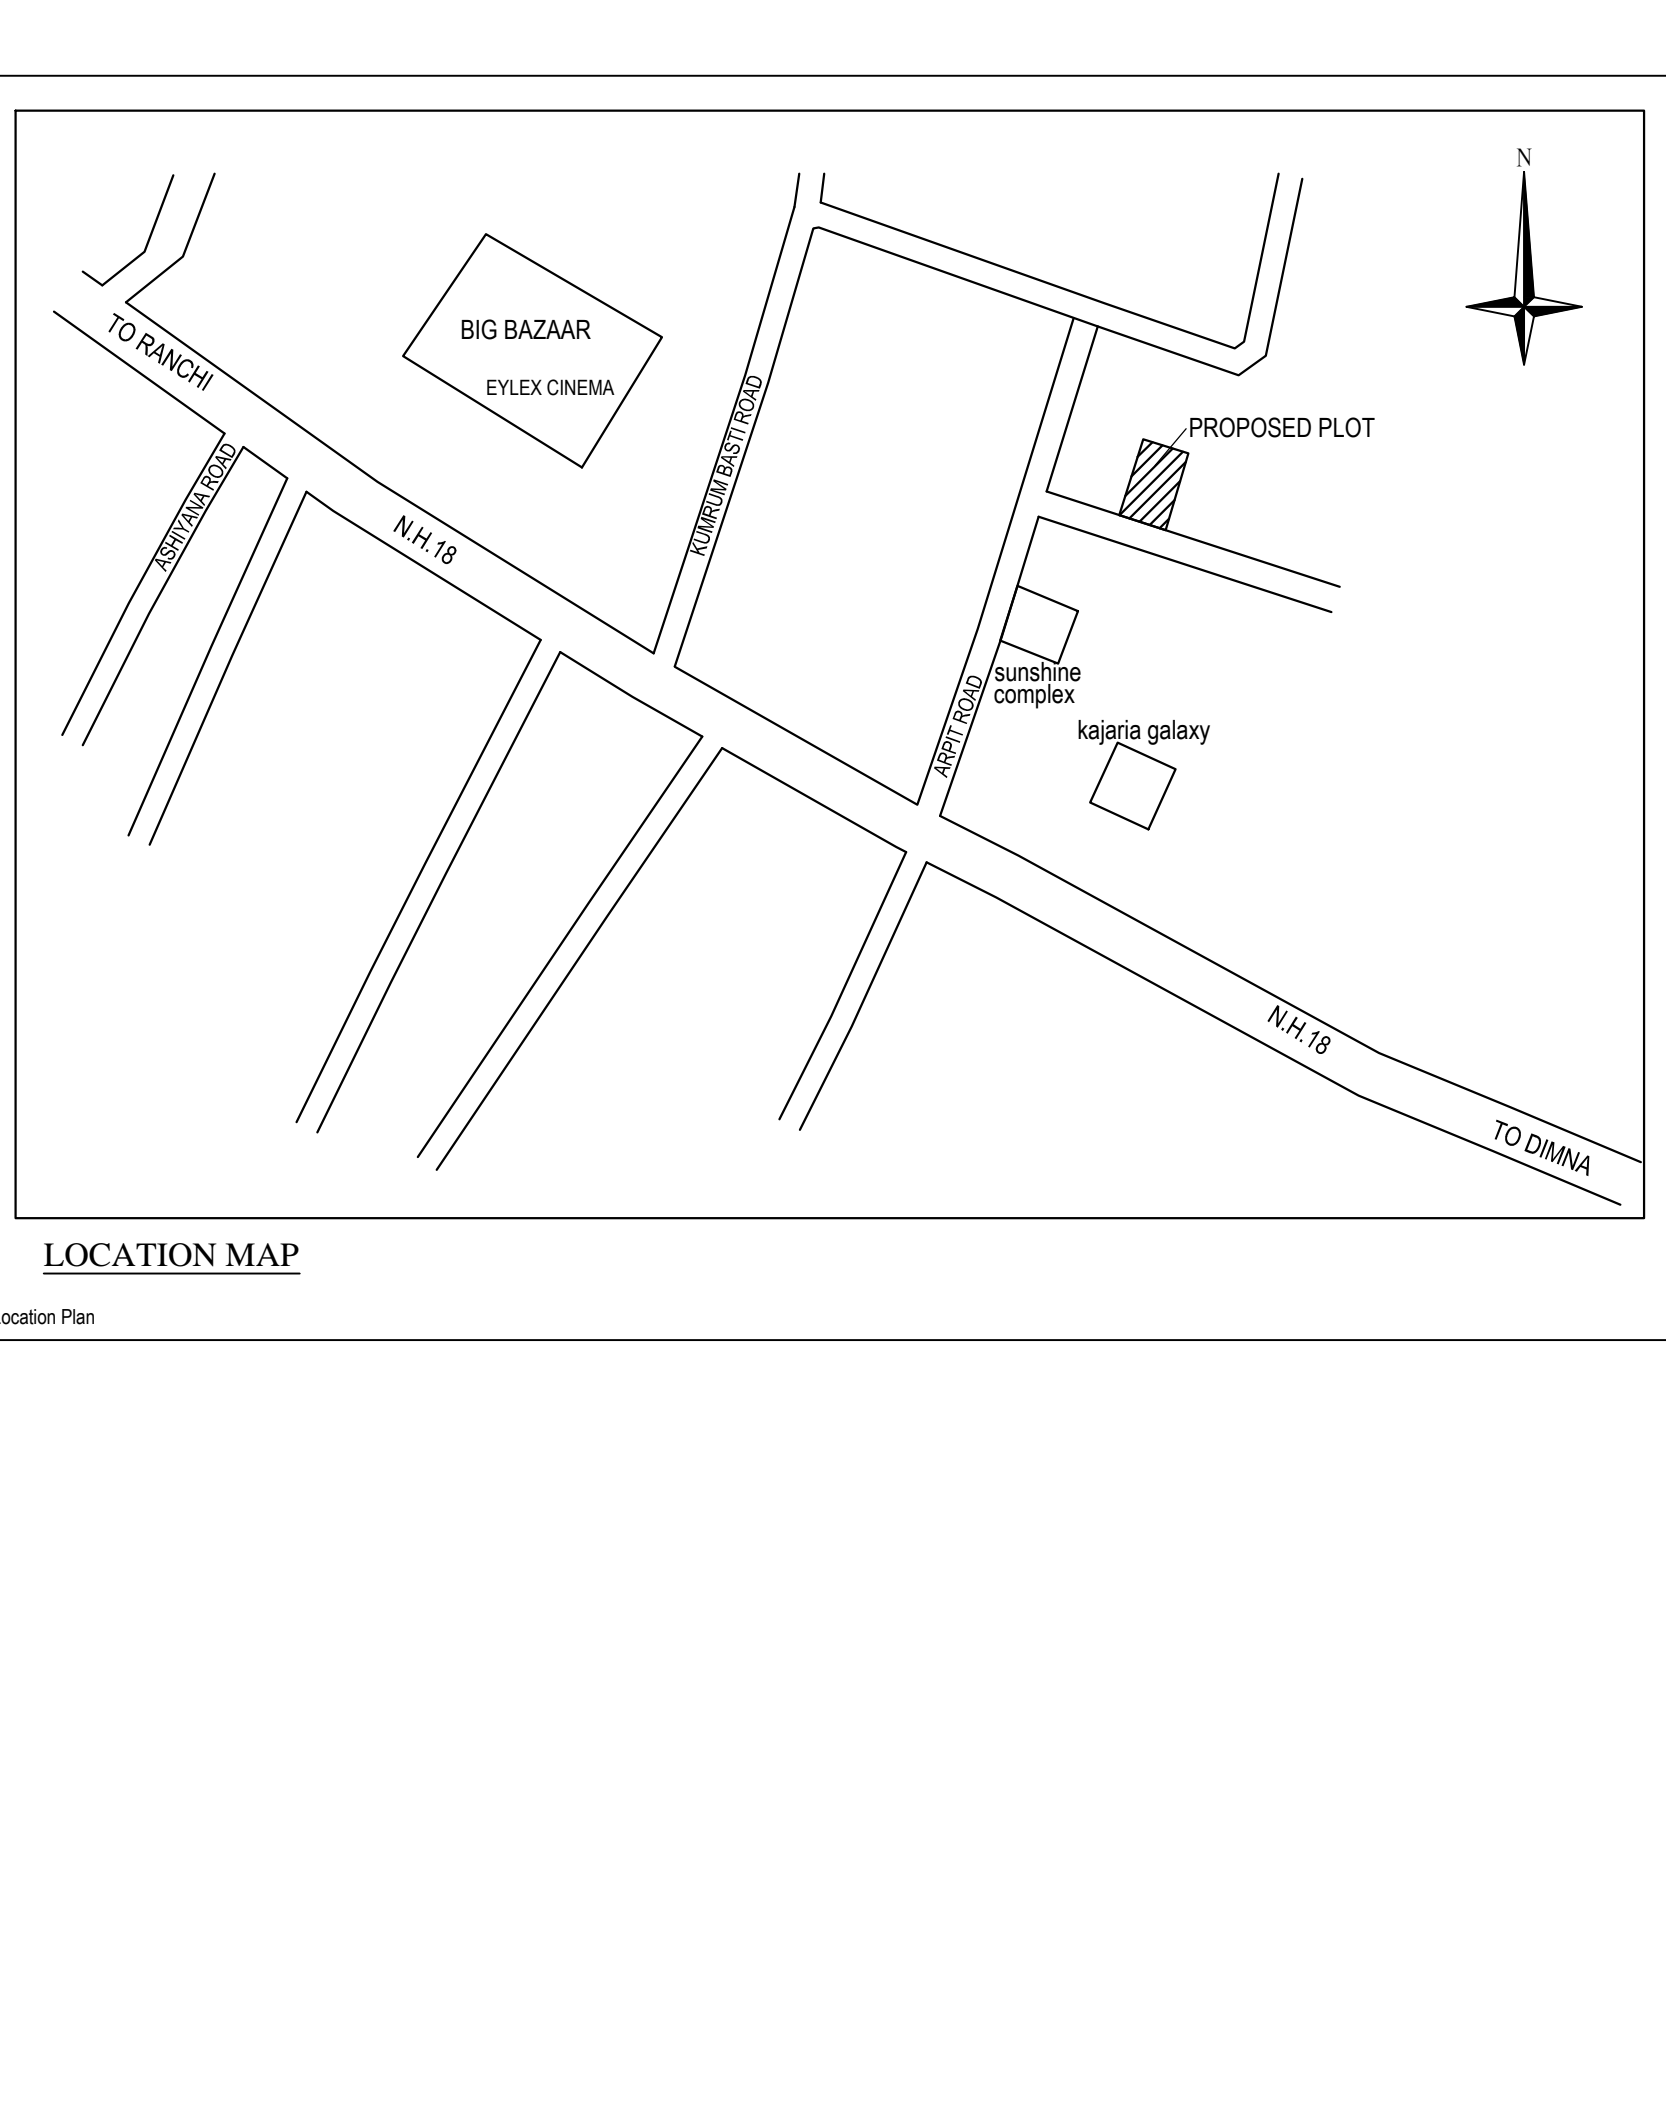 N
BIG BAZAAR
EYLEX CINEMA
TO RANCHI
KUMRUM BASTI ROAD
PROPOSED PLOT
ASHIYANA ROAD
N.H.18
sunshine
complex
ARPIT ROAD
kajaria galaxy
N.H.18
TO DIMNA
LOCATION MAP
ocation Plan